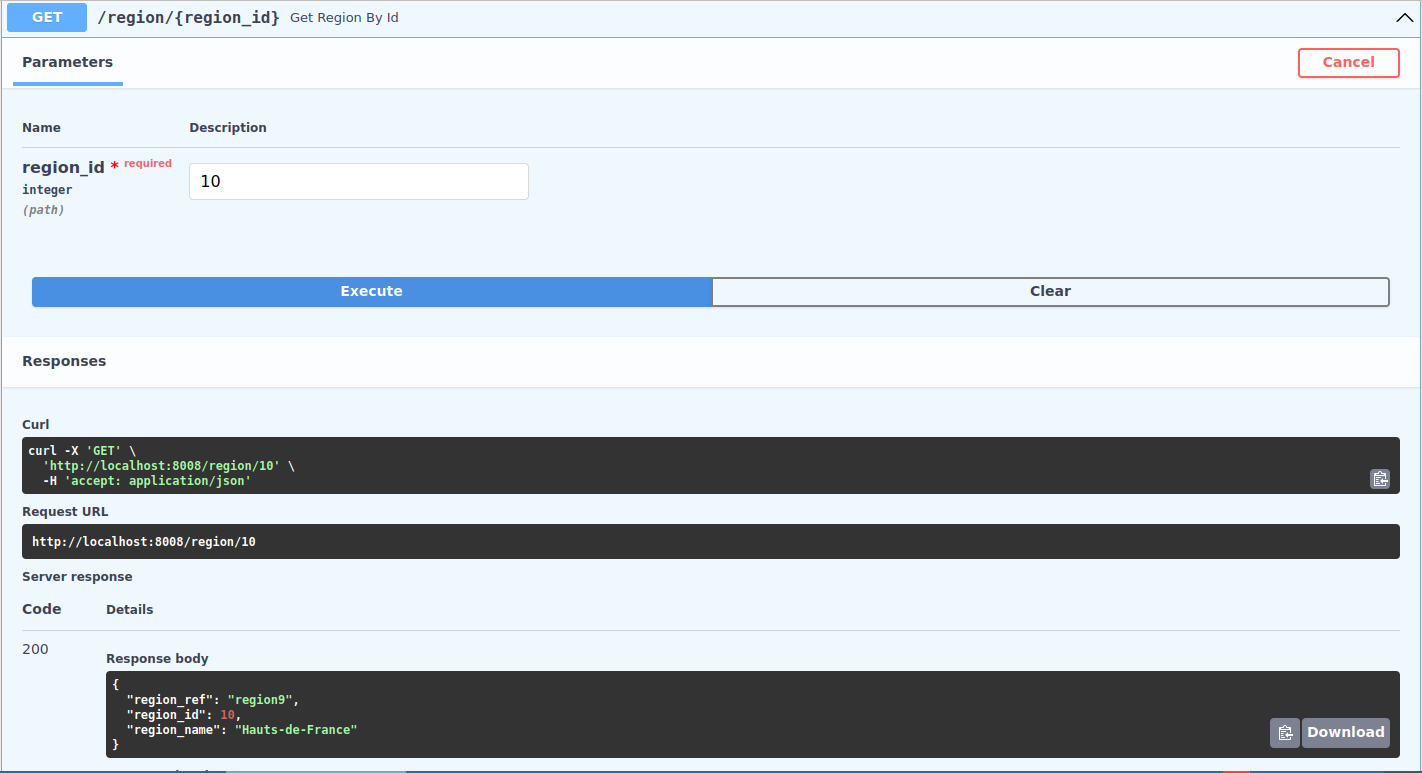 GET /region/{region_id} Get Region By Id
Parameters
Cancel
Name Description
region_id * required
integer
(path)
10
Execute Clear
Responses
Curl
curl -X 'GET' \
  'http://localhost:8008/region/10' \
  -H 'accept: application/json'
Request URL
http://localhost:8008/region/10
Server response
Code Details
200
Response body
{
  "region_ref": "region9",
  "region_id": 10,
  "region_name": "Hauts-de-France"
}
Download